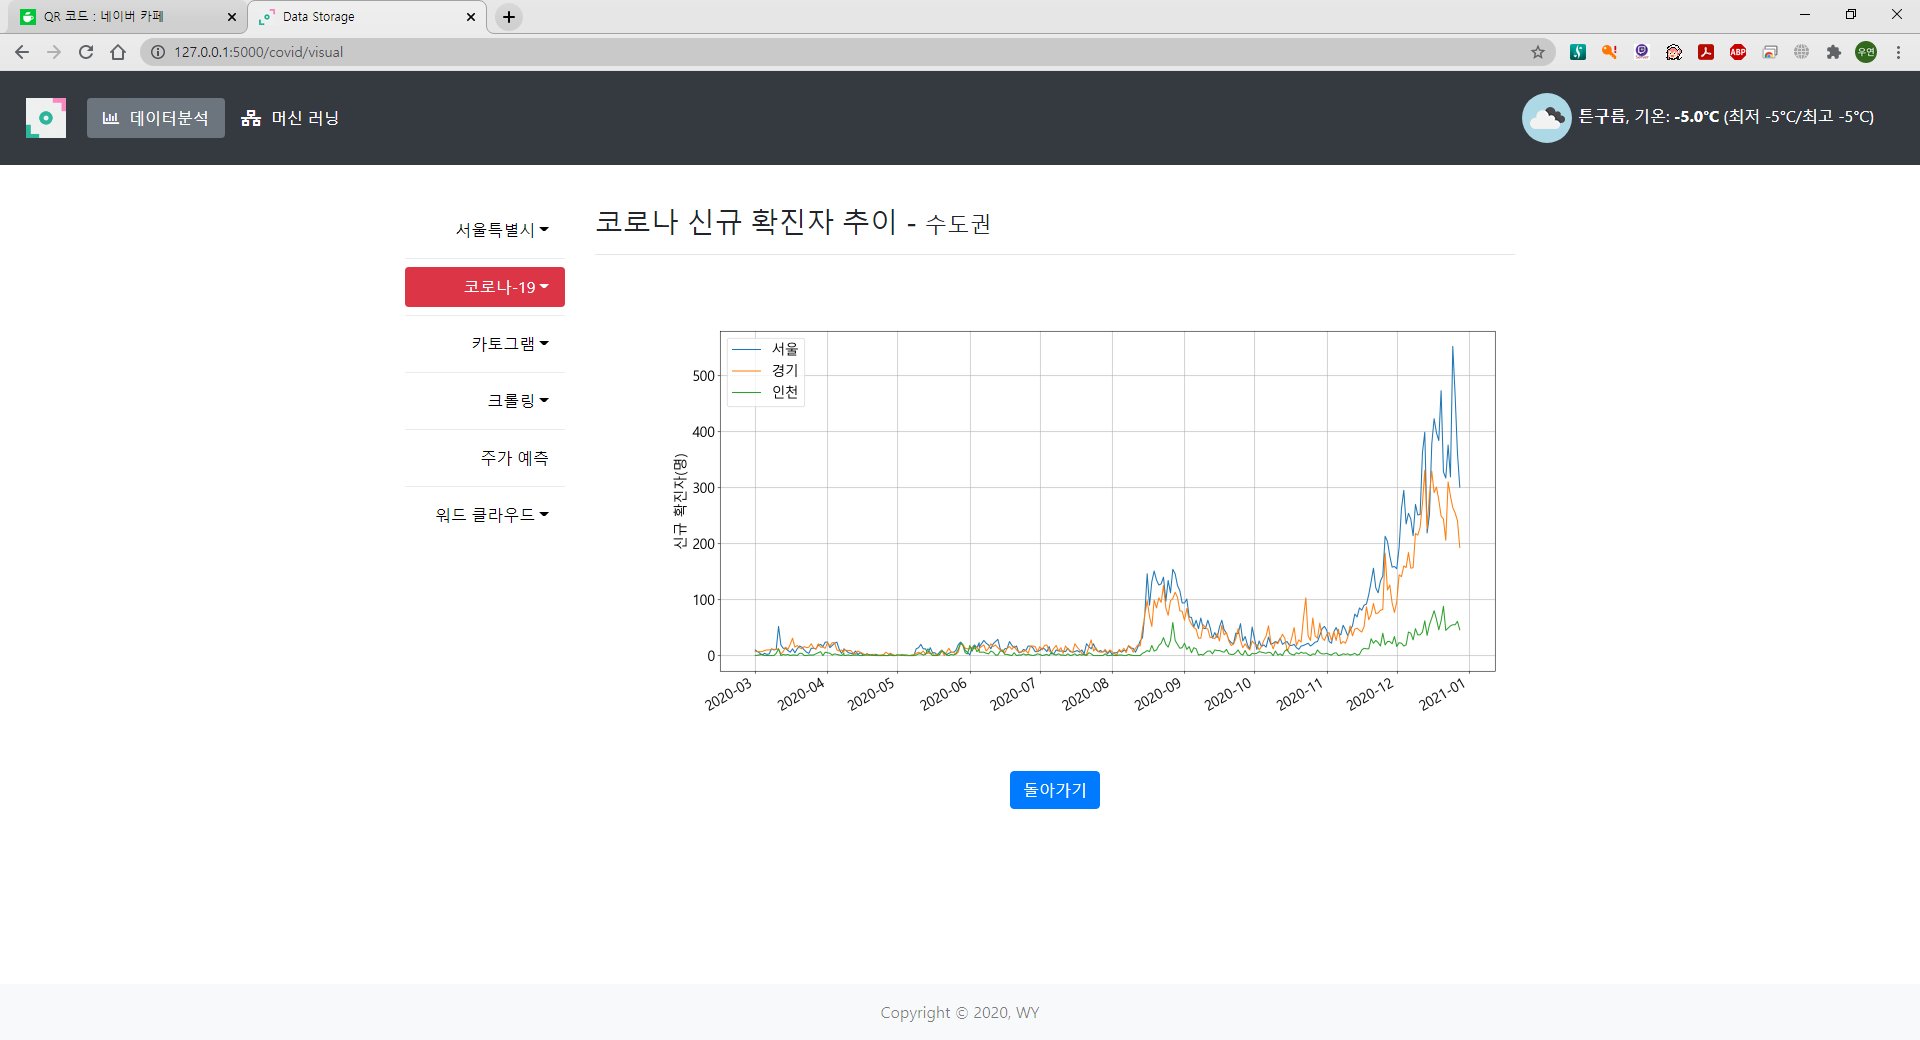 QR 코드 : 네이버 카페
Data Storage
127.0.0.1:5000/covid/visual
ABP
우연
데이터분석
머신 러닝
튼구름, 기온: -5.0℃ (최저 -5℃/최고 -5℃)
서울특별시
코로나-19
카토그램
크롤링
주가 예측
워드 클라우드
코로나 신규 확진자 추이 - 수도권
서울
경기
인천
신규 확진자(명)
500
400
300
200
100
0
2020-03
2020-04
2020-05
2020-06
2020-07
2020-08
2020-09
2020-10
2020-11
2020-12
2021-01
돌아가기
Copyright © 2020, WY